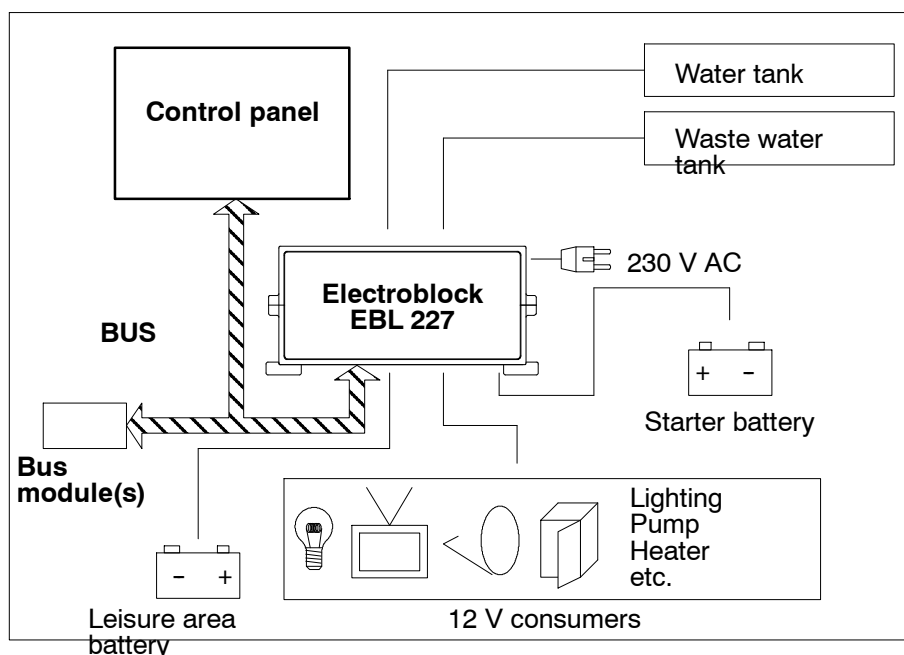 Water tank
Control panel
Waste water
tank
230 V AC
Electroblock
EBL 227
BUS
+ -
Starter battery
Bus
module(s)
Lighting
Pump
Heater
etc.
- +
Leisure area
battery
12 V consumers